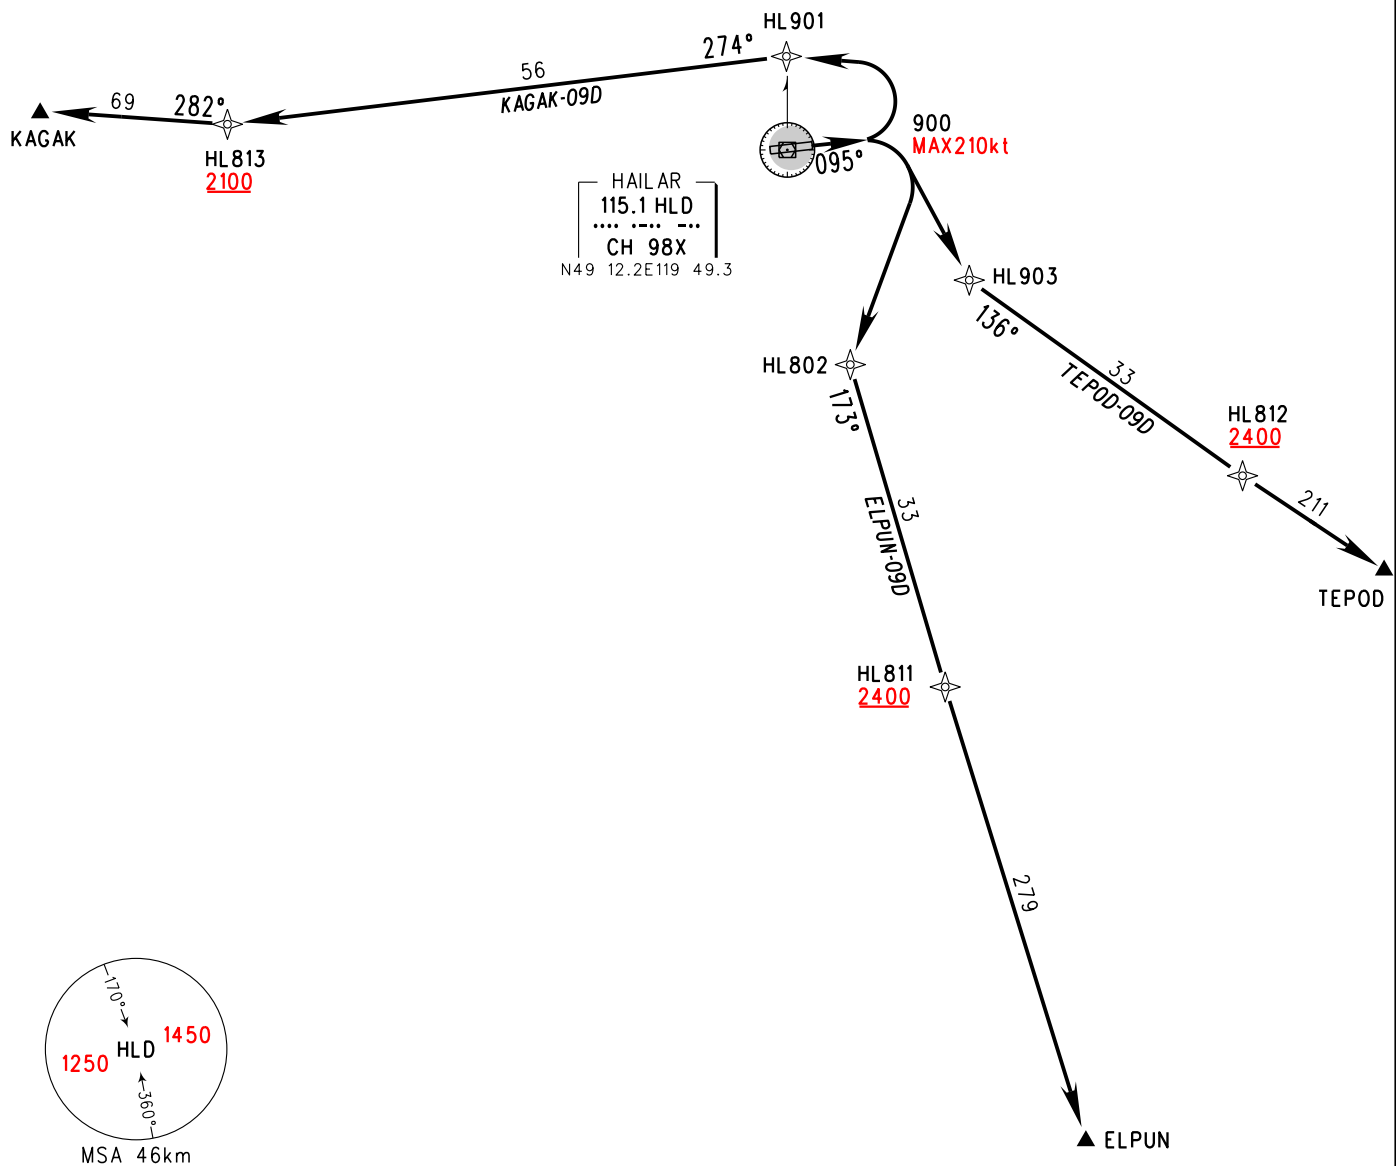 HL901
274°
56
KAGAK-09D
69
282°
KAGAK
HL813
2100
900
MAX210kt
095°
HAILAR
115.1 HLD
CH 98X
N49 12.2E119 49.3
HL903
136°
33
TEPOD-09D
HL812
2400
211
TEPOD
HL802
173°
33
ELPUN-09D
HL811
2400
279
ELPUN
170°
1450
HLD
1250
360°
MSA 46km